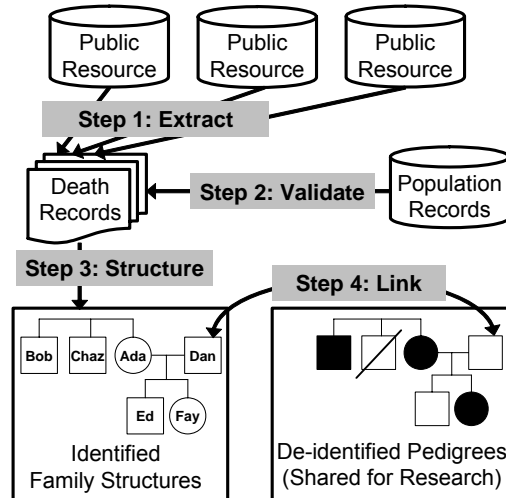 Public
Resource
Public
Resource
Public
Resource
Step 1: Extract
Death
Records
Step 2: Validate
Population
Records
Step 3: Structure
Step 4: Link
Bob
Chaz
Ada
Dan
Ed
Fay
Identified
Family Structures
De-identified Pedigrees
(Shared for Research)